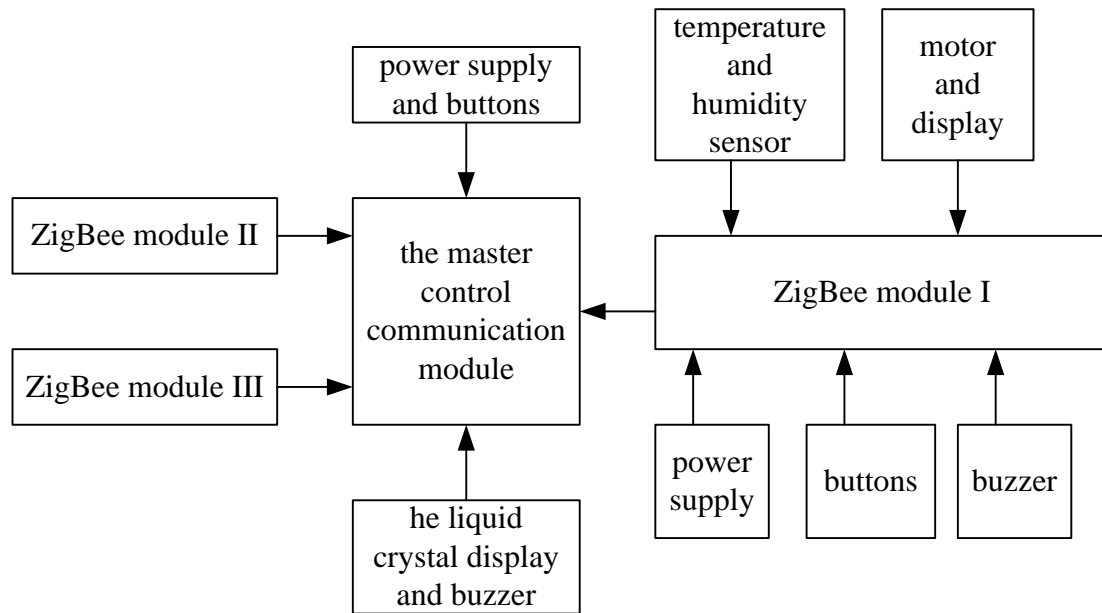 power supply
and buttons
temperature
and
humidity
sensor
motor
and
display
ZigBee module II
the master
control
communication
module
ZigBee module I
ZigBee module III
he liquid
crystal display
and buzzer
power
supply
buttons
buzzer